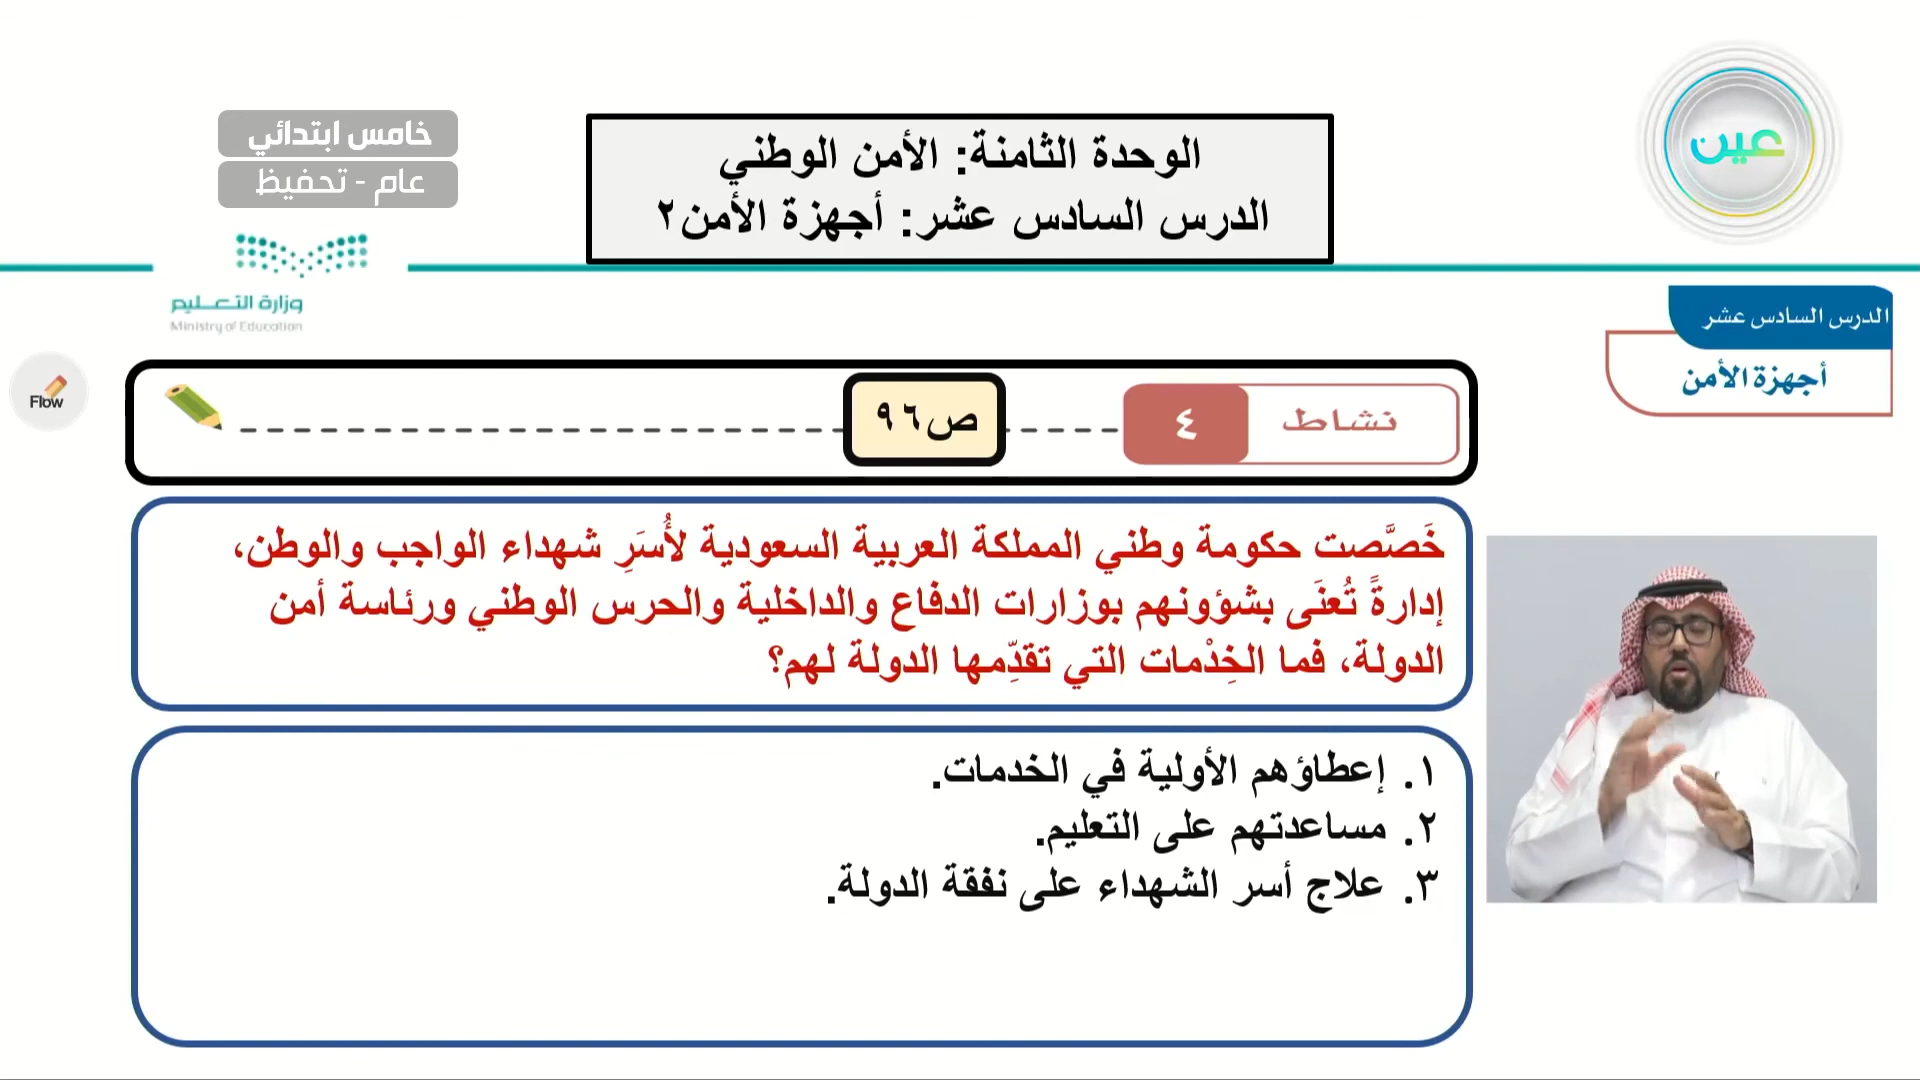 خامس ابتدائي
عام - تحفيظ
وزارة التعليم
Ministry of Education
الوحدة الثامنة: الأمن الوطني
الدرس السادس عشر: أجهزة الأمن٢
عين
الدرس السادس عشر
أجهزة الأمن
Flow
نشاط ٤
ص٩٦
خَصَّصت حكومة وطني المملكة العربية السعودية لأُسَرِ شهداء الواجب والوطن،
إدارةً تُعنَى بشؤونهم بوزارات الدفاع والداخلية والحرس الوطني ورئاسة أمن
الدولة، فما الخِدْمات التي تقدِّمها الدولة لهم؟
١. إعطاؤهم الأولية في الخدمات.
٢. مساعدتهم على التعليم.
٣. علاج أسر الشهداء على نفقة الدولة.